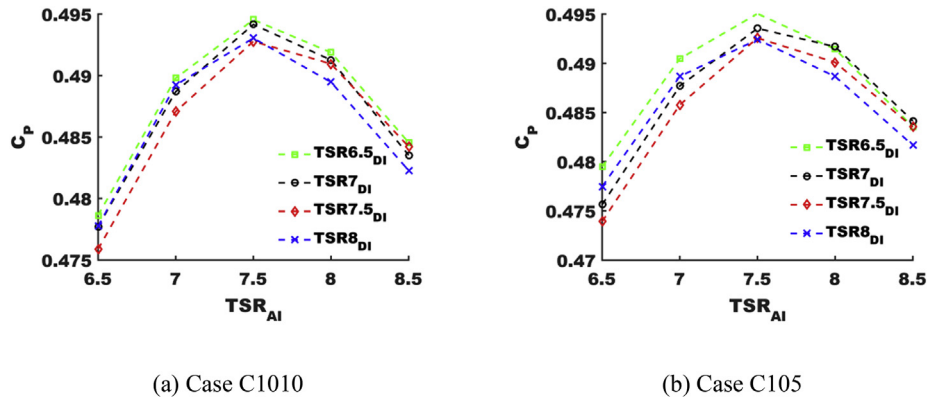 0.495
0.49
0.485
0.48
0.475
C_P
6.5 7 7.5 8 8.5
TSR_AI
TSR6.5_DI
TSR7_DI
TSR7.5_DI
TSR8_DI
(a) Case C1010
0.495
0.49
0.485
0.48
0.475
0.47
C_P
6.5 7 7.5 8 8.5
TSR_AI
TSR6.5_DI
TSR7_DI
TSR7.5_DI
TSR8_DI
(b) Case C105